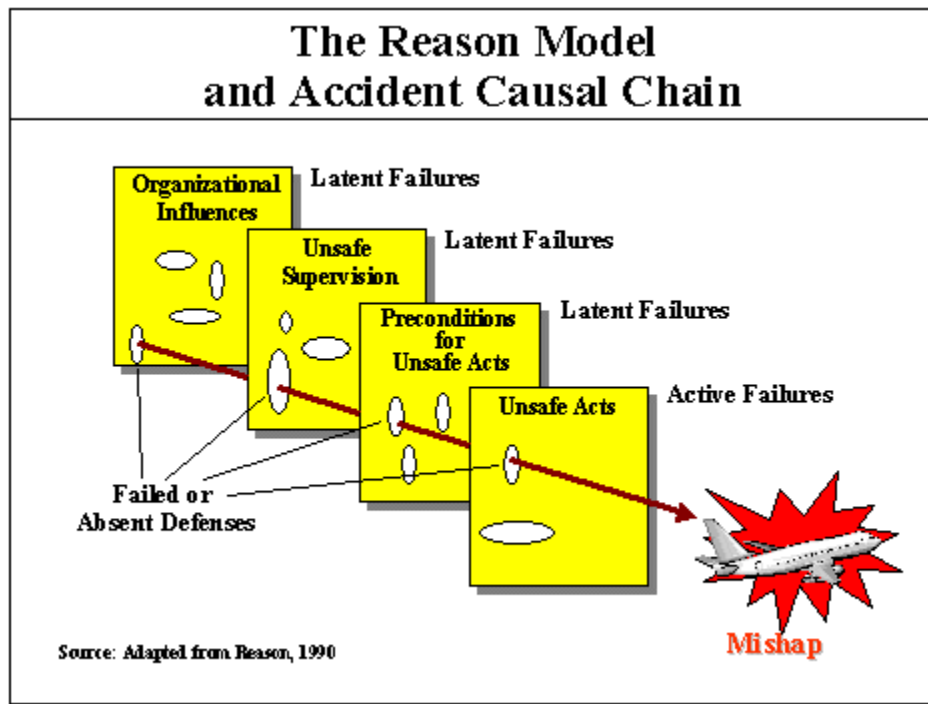 The Reason Model
and Accident Causal Chain
Organizational
Influences
Latent Failures
Unsafe
Supervision
Latent Failures
Preconditions
for
Unsafe Acts
Latent Failures
Unsafe Acts
Active Failures
Failed or
Absent Defenses
Mishap
Source: Adapted from Reason, 1990